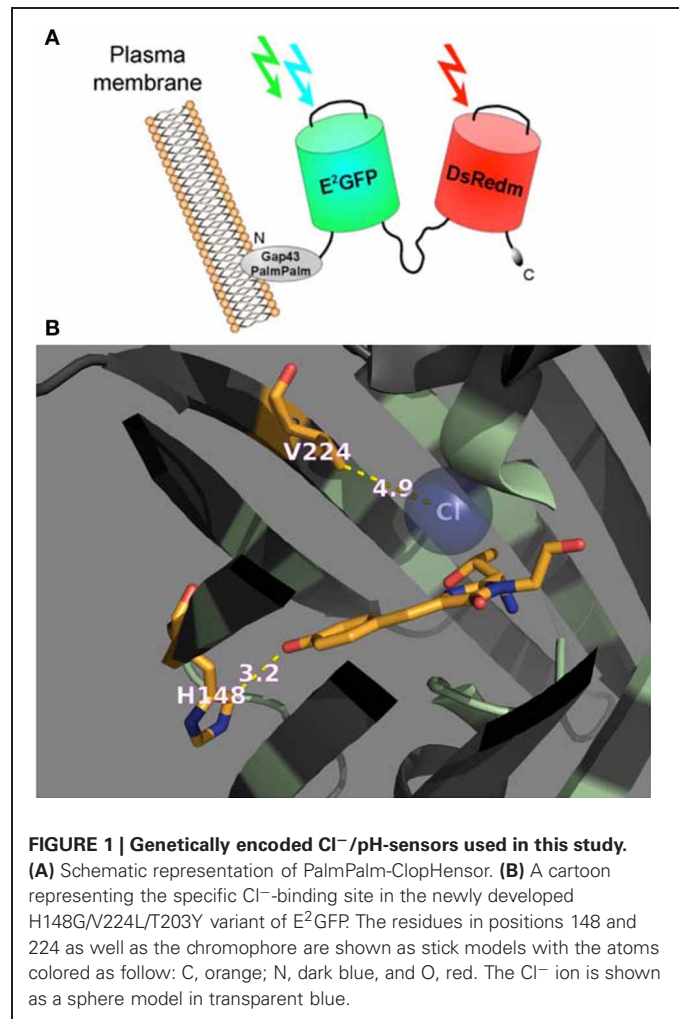 A
Plasma
membrane
E²GFP
DsRedm
N
Gap43
PalmPalm
C
B
V224
4.9
Cl
3.2
H148
FIGURE 1 | Genetically encoded Cl⁻/pH-sensors used in this study.
(A) Schematic representation of PalmPalm-ClopHensor. (B) A cartoon
representing the specific Cl⁻-binding site in the newly developed
H148G/V224L/T203Y variant of E²GFP. The residues in positions 148 and
224 as well as the chromophore are shown as stick models with the atoms
colored as follow: C, orange; N, dark blue, and O, red. The Cl⁻ ion is shown
as a sphere model in transparent blue.